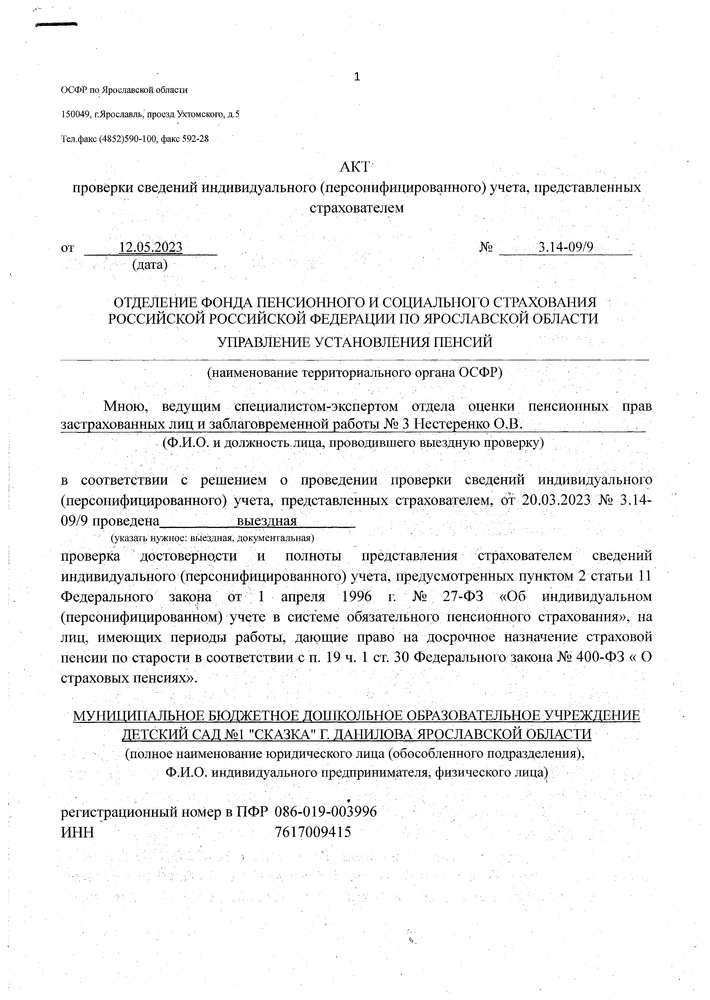 1
ОСФР по Ярославской области
150049, г.Ярославль, проезд Ухтомского, д.5
Тел.факс (4852)590-100, факс 592-28
АКТ
проверки сведений индивидуального (персонифицированного) учета, представленных
страхователем
от 12.05.2023 № 3.14-09/9
(дата)
ОТДЕЛЕНИЕ ФОНДА ПЕНСИОННОГО И СОЦИАЛЬНОГО СТРАХОВАНИЯ
РОССИЙСКОЙ РОССИЙСКОЙ ФЕДЕРАЦИИ ПО ЯРОСЛАВСКОЙ ОБЛАСТИ
УПРАВЛЕНИЕ УСТАНОВЛЕНИЯ ПЕНСИЙ
(наименование территориального органа ОСФР)
Мною, ведущим специалистом-экспертом отдела оценки пенсионных прав
застрахованных лиц и заблаговременной работы № 3 Нестеренко О.В.
(Ф.И.О. и должность лица, проводившего выездную проверку)
в соответствии с решением о проведении проверки сведений индивидуального
(персонифицированного) учета, представленных страхователем, от 20.03.2023 № 3.14-
09/9 проведена выездная
(указать нужное: выездная, документальная)
проверка достоверности и полноты представления страхователем сведений
индивидуального (персонифицированного) учета, предусмотренных пунктом 2 статьи 11
Федерального закона от 1 апреля 1996 г. № 27-ФЗ «Об индивидуальном
(персонифицированном) учете в системе обязательного пенсионного страхования», на
лиц, имеющих периоды работы, дающие право на досрочное назначение страховой
пенсии по старости в соответствии с п. 19 ч. 1 ст. 30 Федерального закона № 400-ФЗ « О
страховых пенсиях».
МУНИЦИПАЛЬНОЕ БЮДЖЕТНОЕ ДОШКОЛЬНОЕ ОБРАЗОВАТЕЛЬНОЕ УЧРЕЖДЕНИЕ
ДЕТСКИЙ САД №1 "СКАЗКА" Г. ДАНИЛОВА ЯРОСЛАВСКОЙ ОБЛАСТИ
(полное наименование юридического лица (обособленного подразделения),
Ф.И.О. индивидуального предпринимателя, физического лица)
регистрационный номер в ПФР 086-019-003996
ИНН 7617009415